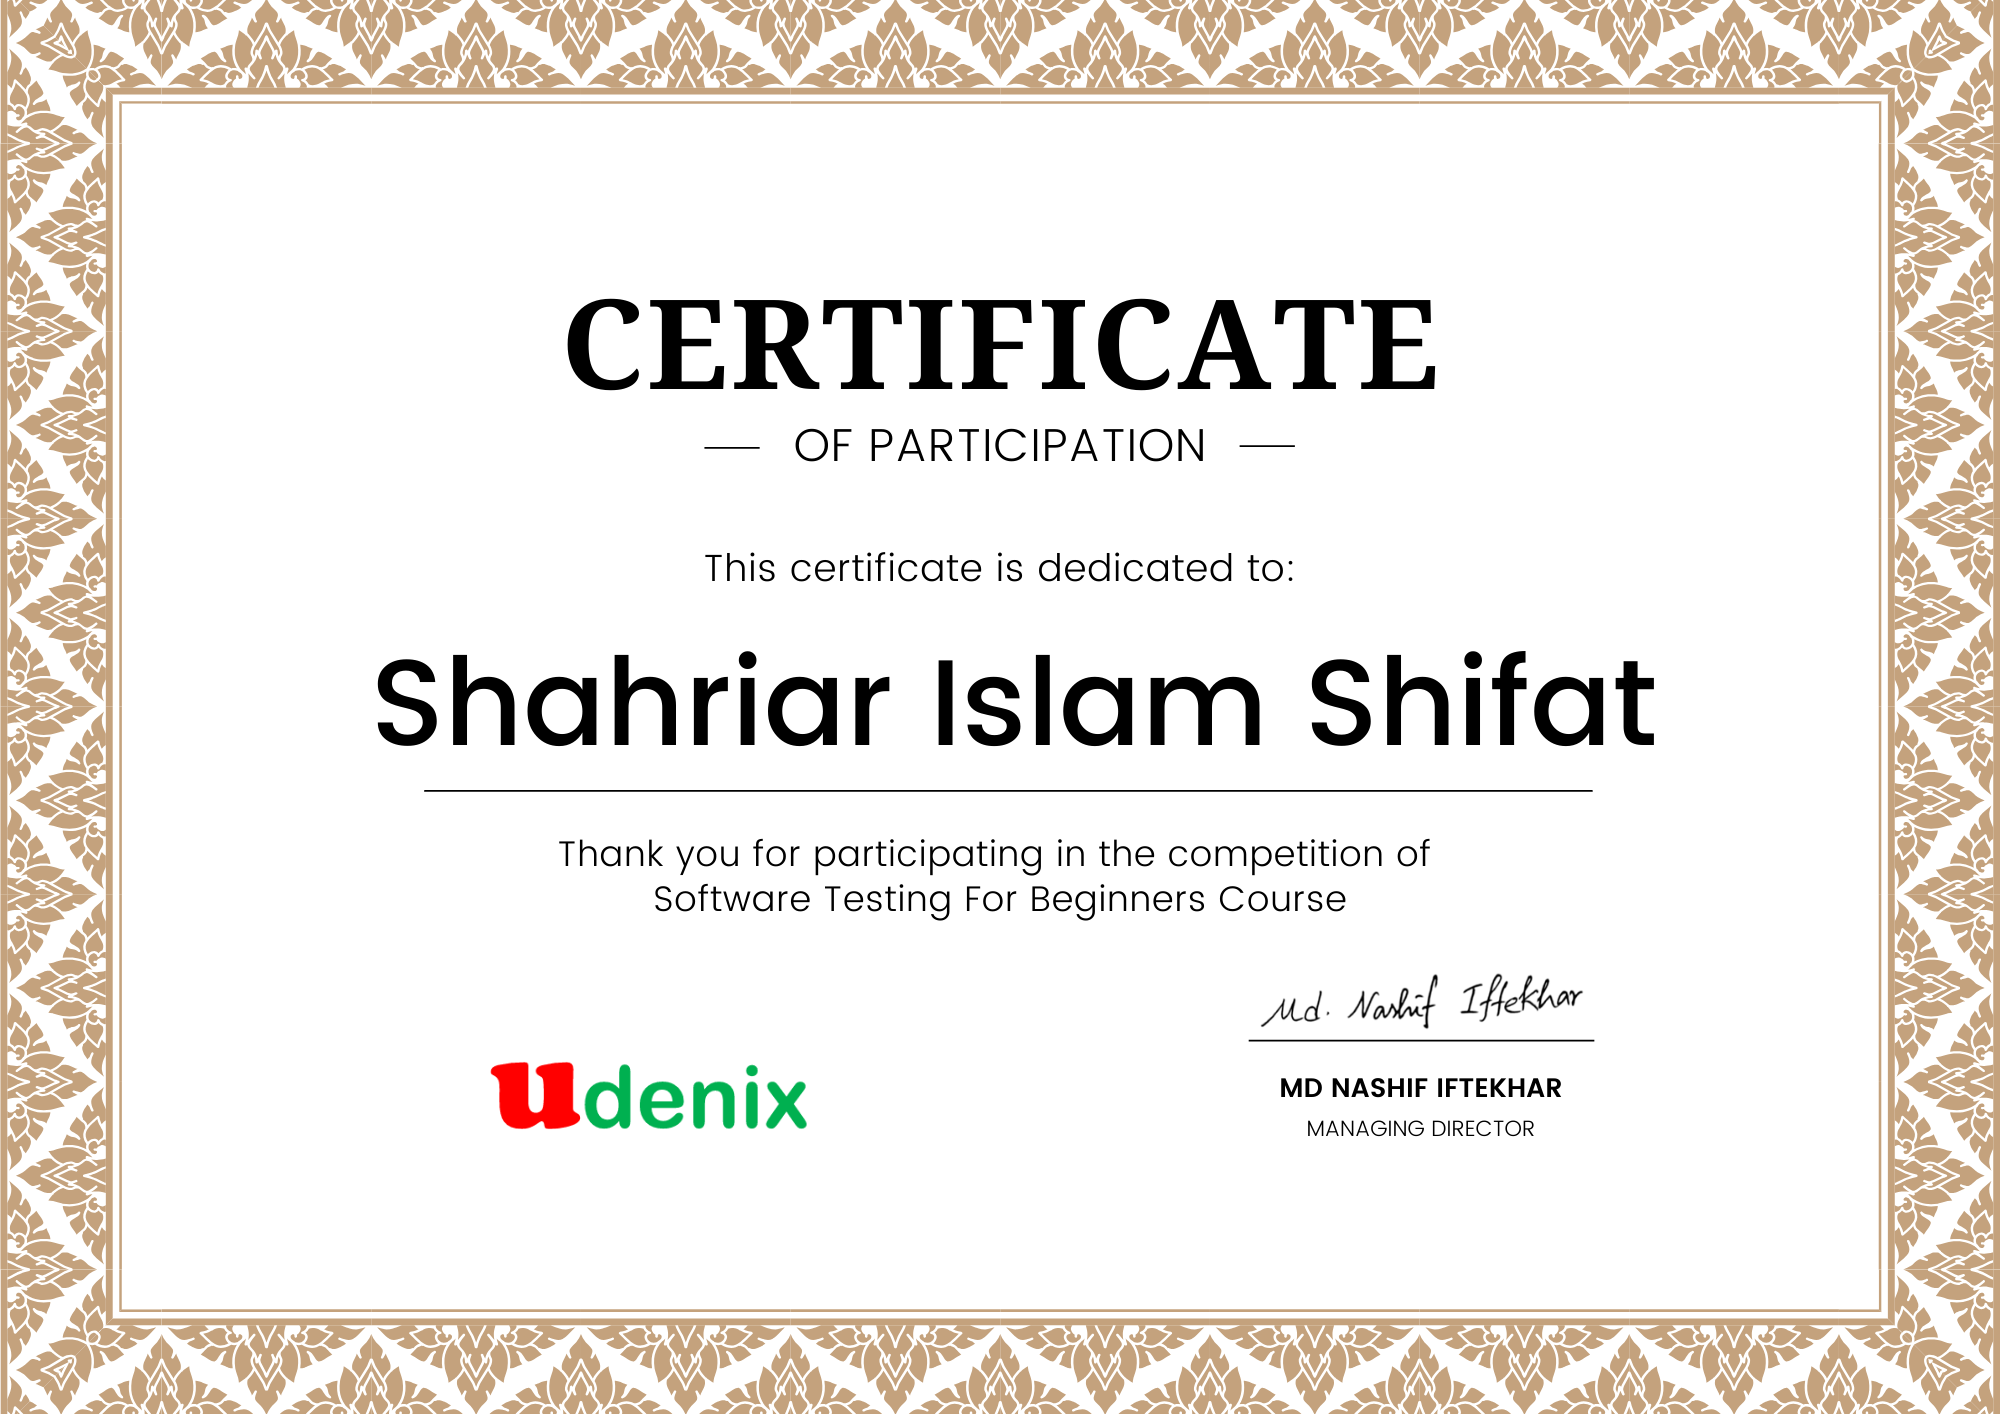 CERTIFICATE
OF PARTICIPATION
This certificate is dedicated to:
Shahriar Islam Shifat
Thank you for participating in the competition of
Software Testing For Beginners Course
Md. Nashif Iftekhar
udenix
MD NASHIF IFTEKHAR
MANAGING DIRECTOR